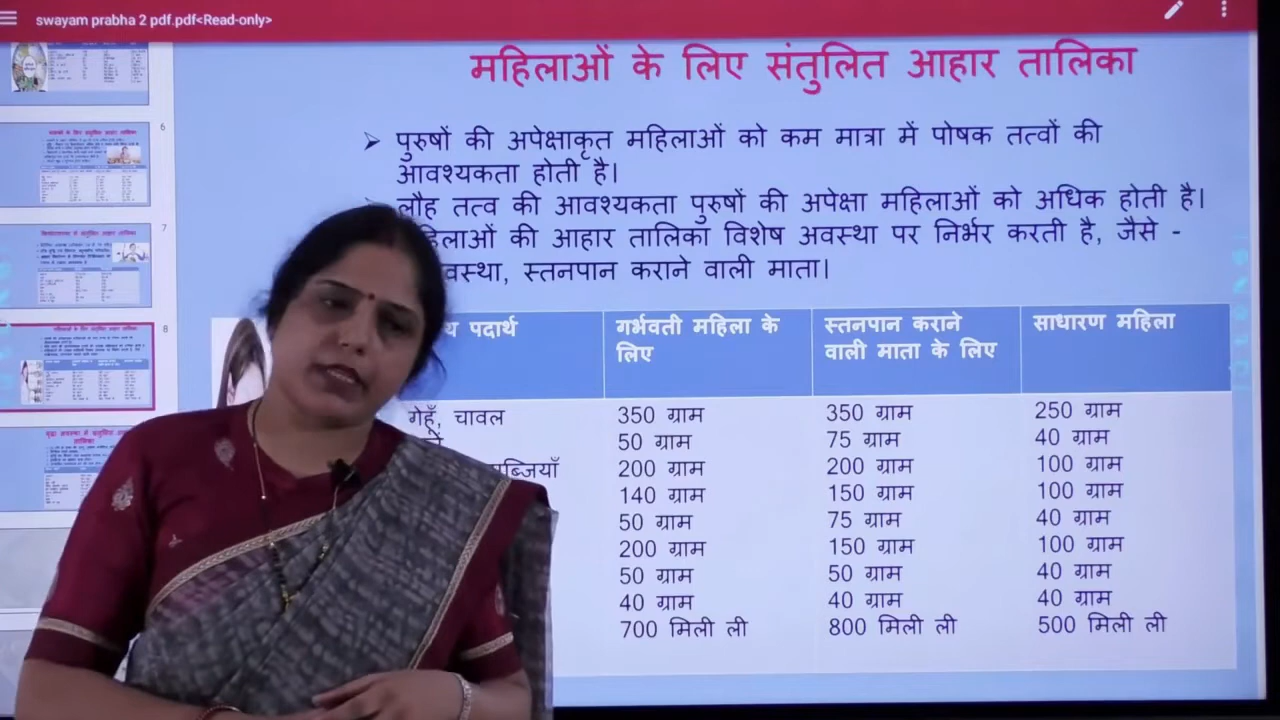 swayam prabha 2 pdf.pdf<Read-only>
महिलाओं के लिए संतुलित आहार तालिका
पुरुषों की अपेक्षाकृत महिलाओं को कम मात्रा में पोषक तत्वों की
आवश्यकता होती है।
लौह तत्व की आवश्यकता पुरुषों की अपेक्षा महिलाओं को अधिक होती है।
की आहार तालिका विशेष अवस्था पर निर्भर करती है, जैसे -
स्तनपान कराने वाली माता।
पदार्थ गर्भवती महिला के लिए स्तनपान कराने वाली माता के लिए साधारण महिला
गेहूँ, चावल 350 ग्राम 350 ग्राम 250 ग्राम
50 ग्राम 75 ग्राम 40 ग्राम
200 ग्राम 200 ग्राम 100 ग्राम
140 ग्राम 150 ग्राम 100 ग्राम
50 ग्राम 75 ग्राम 40 ग्राम
200 ग्राम 150 ग्राम 100 ग्राम
50 ग्राम 50 ग्राम 40 ग्राम
40 ग्राम 40 ग्राम 40 ग्राम
700 मिली ली 800 मिली ली 500 मिली ली
6
7
8